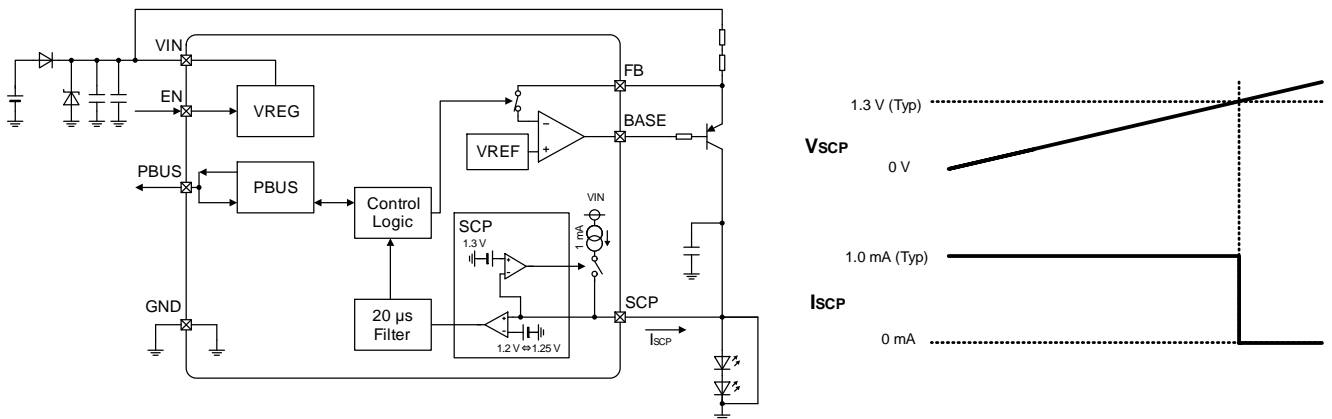 VIN
EN
VREG
PBUS
PBUS
Control
Logic
GND
20 µs
Filter
FB
BASE
VREF
SCP
1.3 V
VIN
1 mA
SCP
1.2 V ⇔ 1.25 V
ISCP
1.3 V (Typ)
VSCP
0 V
1.0 mA (Typ)
ISCP
0 mA